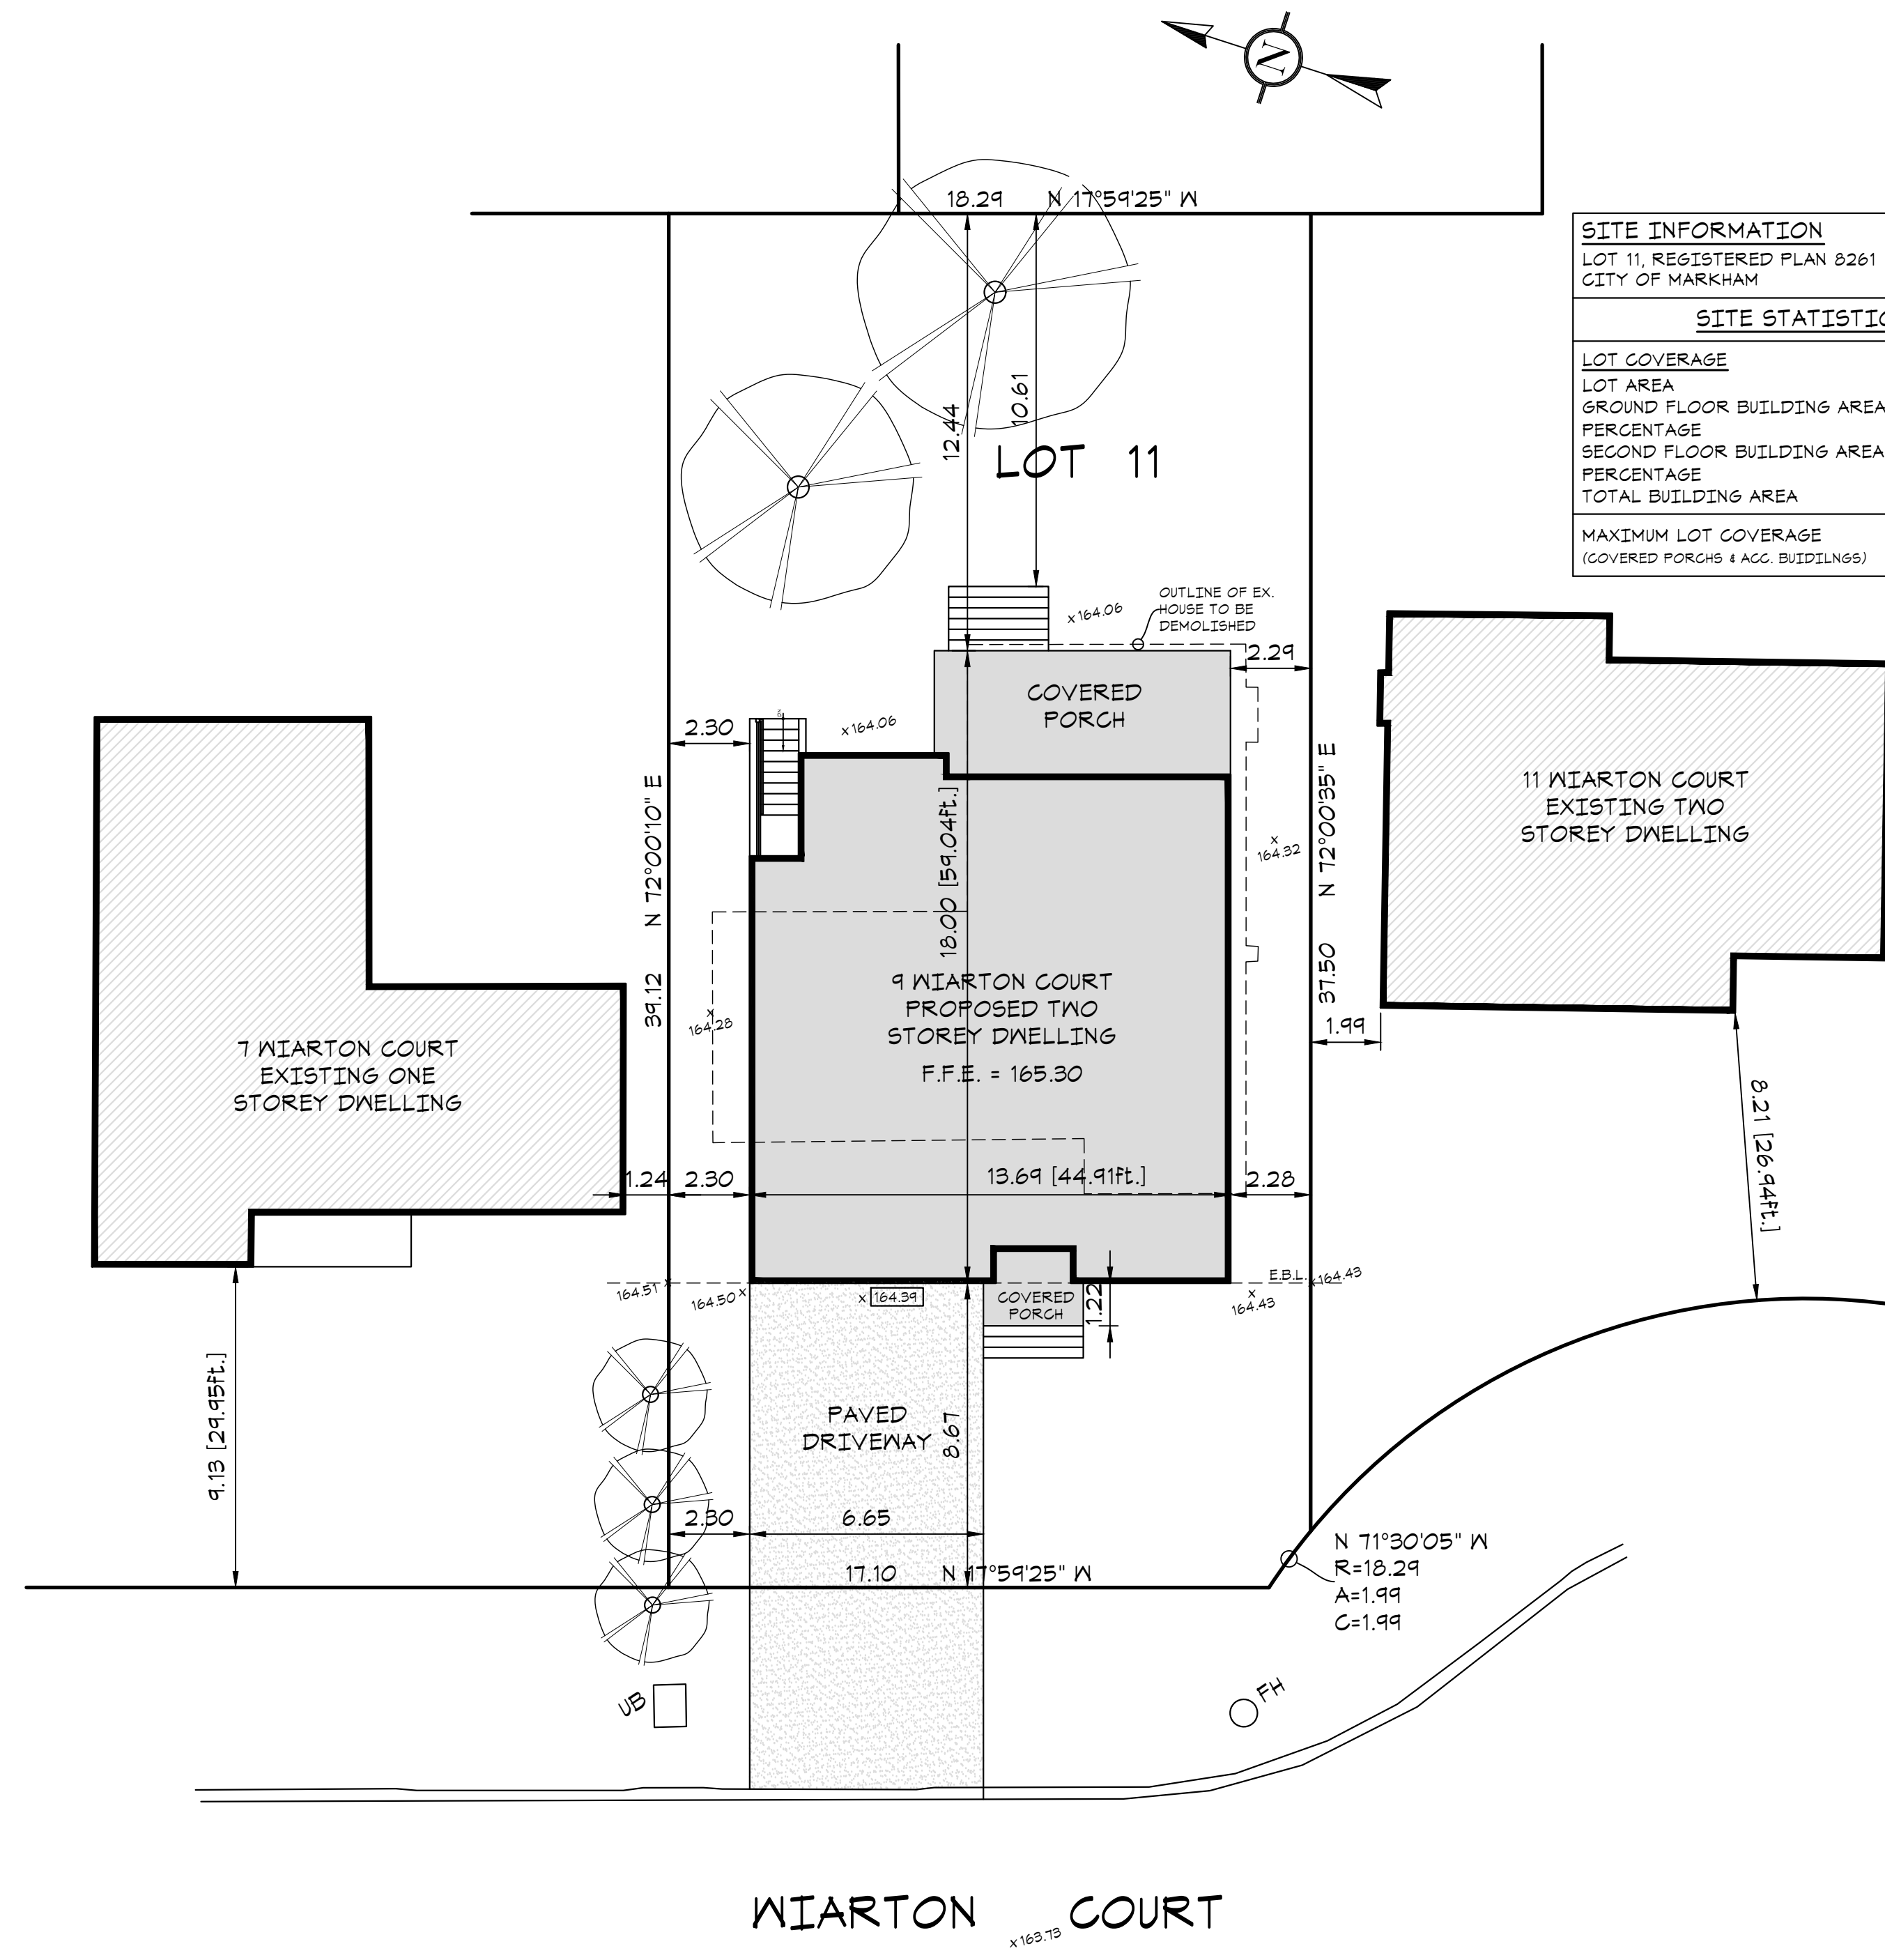 N
18.29 N 17°59'25" W
SITE INFORMATION
LOT 11, REGISTERED PLAN 8261
CITY OF MARKHAM
SITE STATISTIC
LOT COVERAGE
LOT AREA
GROUND FLOOR BUILDING AREA
PERCENTAGE
SECOND FLOOR BUILDING AREA
PERCENTAGE
TOTAL BUILDING AREA
MAXIMUM LOT COVERAGE
(COVERED PORCHS & ACC. BUIDILNGS)
12.44
10.61
LOT 11
OUTLINE OF EX.
HOUSE TO BE
DEMOLISHED
x 164.06
2.29
COVERED
PORCH
2.30
x 164.06
39.12 N 72°00'10" E
18.00 [59.04ft.]
37.50 N 72°00'35" E
x
164.32
11 WIARTON COURT
EXISTING TWO
STOREY DWELLING
9 WIARTON COURT
PROPOSED TWO
STOREY DWELLING
F.F.E. = 165.30
x
164.28
1.99
7 WIARTON COURT
EXISTING ONE
STOREY DWELLING
8.21 [26.94ft.]
1.24
2.30
13.69 [44.91ft.]
2.28
E.B.L.
x 164.43
164.51 x
164.50 x
x 164.39
COVERED
PORCH
1.22
x
164.43
9.13 [29.95ft.]
PAVED
DRIVEWAY
8.67
2.30
6.65
17.10 N 17°59'25" W
N 71°30'05" W
R=18.29
A=1.99
C=1.99
UB
FH
WIARTON COURT
x 163.73